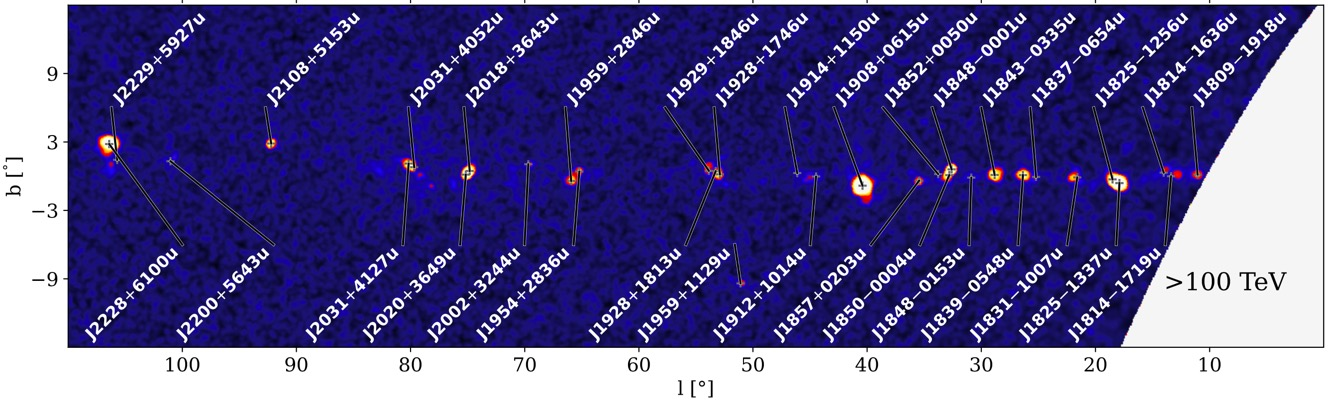 J2229+5927u
J2108+5153u
J2031+4052u
J2018+3643u
J1959+2846u
J1929+1846u
J1928+1746u
J1914+1150u
J1908+0615u
J1852+0050u
J1848−0001u
J1843−0335u
J1837−0654u
J1825−1256u
J1814−1636u
J1809−1918u
9
3
−3
−9
b [°]
J2228+6100u
J2200+5643u
J2031+4127u
J2020+3649u
J2002+3244u
J1954+2836u
J1928+1813u
J1959+1129u
J1912+1014u
J1857+0203u
J1850−0004u
J1848−0153u
J1839−0548u
J1831−1007u
J1825−1337u
J1814−1719u
>100 TeV
100
90
80
70
60
50
40
30
20
10
l [°]